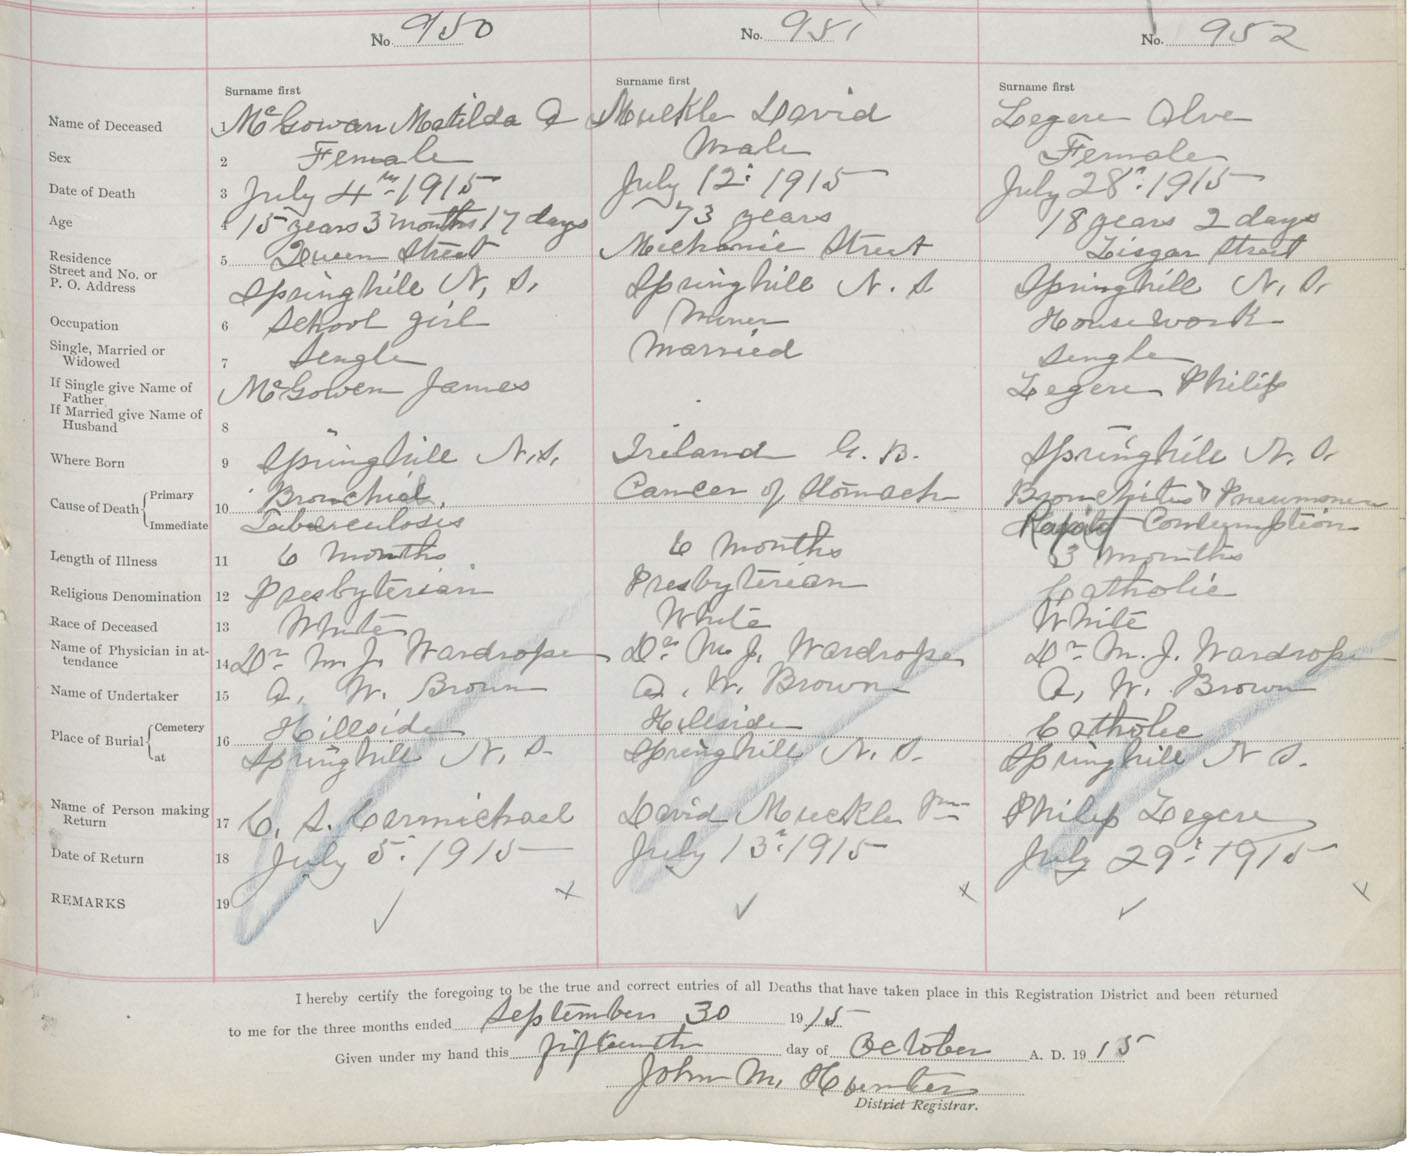 No. 950 No. 951 No. 952
Surname first Surname first Surname first
Name of Deceased 1 McGowan Matilda A Muckle David Legere Olve
Sex 2 Female Male Female
Date of Death 3 July 4th 1915 July 12: 1915 July 28": 1915
Age 4 15 years 3 months 17 days 73 years 18 years 2 days
Residence 5 Queen Street Mechanic Street Lisgar Street
Street and No. or
P. O. Address Springhill N, S, Springhill N. S Springhill N, S,
Occupation 6 School girl Miner Housework
Single, Married or
Widowed 7 Single Married Single
If Single give Name of
Father McGowen James Legere Philip
If Married give Name of
Husband 8
Where Born 9 Springhill N.S. Ireland G. B. Springhill N. S
Cause of Death Primary Bronchial Cancer of Stomach Bronchitis & Pneumonia
10
Immediate Tuberculosis Rapid Consumption
Length of Illness 11 6 months 6 months 3 months
Religious Denomination 12 Presbyterian Presbyterian Catholic
Race of Deceased 13 White White White
Name of Physician in at-
tendance 14 Dr M. J. Wardrope Dr M. J. Wardrope Dr M. J. Wardrope
Name of Undertaker 15 A, W. Brown A. W. Brown A, W. Brown
Place of Burial Cemetery 16 Hillside Hillside Catholic
at Springhill N, S. Springhill N. S. Springhill N S.
Name of Person making
Return 17 C, S. Carmichael David Muckle Jnr Philip Legere
Date of Return 18 July 5: 1915 July 13": 1915 July 29": 1915
REMARKS 19
I hereby certify the foregoing to be the true and correct entries of all Deaths that have taken place in this Registration District and been returned
to me for the three months ended September 30 1915
Given under my hand this fifteenth day of October A. D. 1915
John M. Hunter
District Registrar.